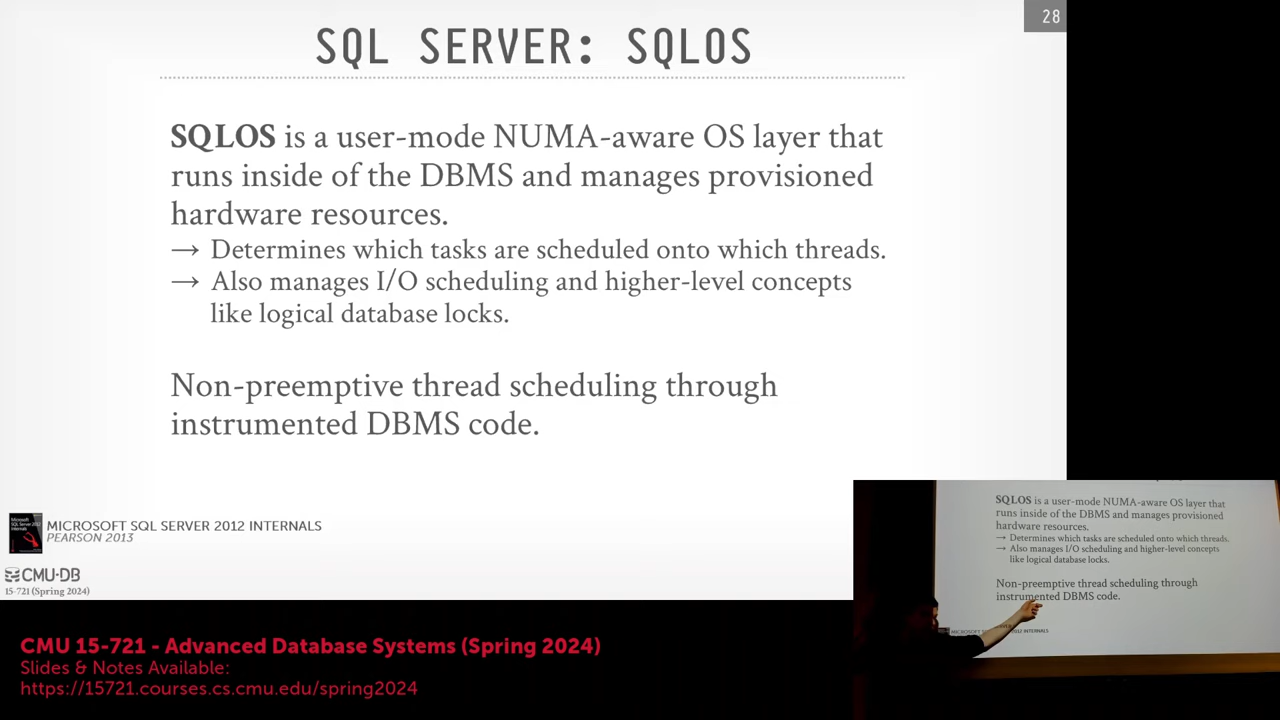 28
SQL SERVER: SQLOS
SQLOS is a user-mode NUMA-aware OS layer that
runs inside of the DBMS and manages provisioned
hardware resources.
→ Determines which tasks are scheduled onto which threads.
→ Also manages I/O scheduling and higher-level concepts
like logical database locks.
Non-preemptive thread scheduling through
instrumented DBMS code.
MICROSOFT SQL SERVER 2012 INTERNALS
PEARSON 2013
CMU·DB
15-721 (Spring 2024)
SQLOS is a user-mode NUMA-aware OS layer that
runs inside of the DBMS and manages provisioned
hardware resources.
→ Determines which tasks are scheduled onto which threads.
→ Also manages I/O scheduling and higher-level concepts
like logical database locks.
Non-preemptive thread scheduling through
instrumented DBMS code.
CMU 15-721 - Advanced Database Systems (Spring 2024)
Slides & Notes Available:
https://15721.courses.cs.cmu.edu/spring2024